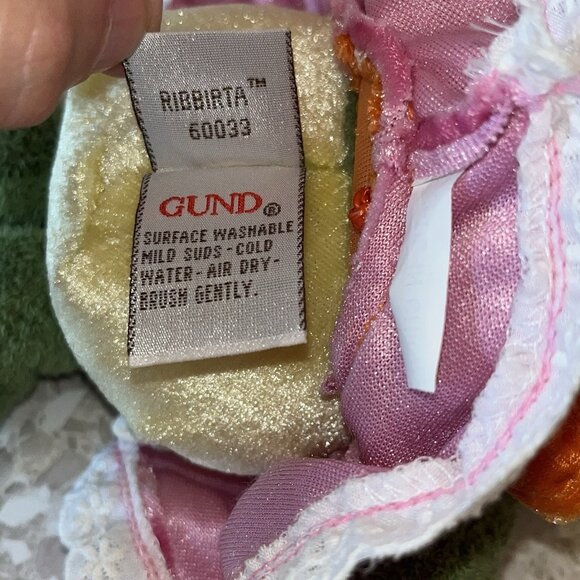 RIBBIRTA™
60033
GUND®
SURFACE WASHABLE
MILD SUDS - COLD
WATER - AIR DRY -
BRUSH GENTLY.